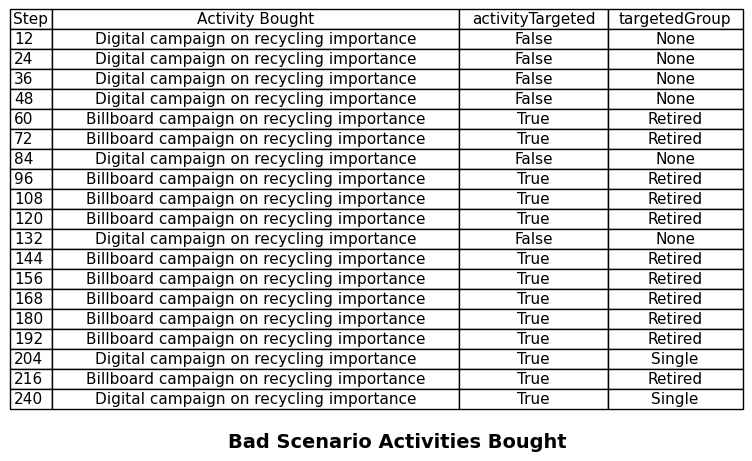 Step Activity Bought activityTargeted targetedGroup
12 Digital campaign on recycling importance False None
24 Digital campaign on recycling importance False None
36 Digital campaign on recycling importance False None
48 Digital campaign on recycling importance False None
60 Billboard campaign on recycling importance True Retired
72 Billboard campaign on recycling importance True Retired
84 Digital campaign on recycling importance False None
96 Billboard campaign on recycling importance True Retired
108 Billboard campaign on recycling importance True Retired
120 Billboard campaign on recycling importance True Retired
132 Digital campaign on recycling importance False None
144 Billboard campaign on recycling importance True Retired
156 Billboard campaign on recycling importance True Retired
168 Billboard campaign on recycling importance True Retired
180 Billboard campaign on recycling importance True Retired
192 Billboard campaign on recycling importance True Retired
204 Digital campaign on recycling importance True Single
216 Billboard campaign on recycling importance True Retired
240 Digital campaign on recycling importance True Single
Bad Scenario Activities Bought